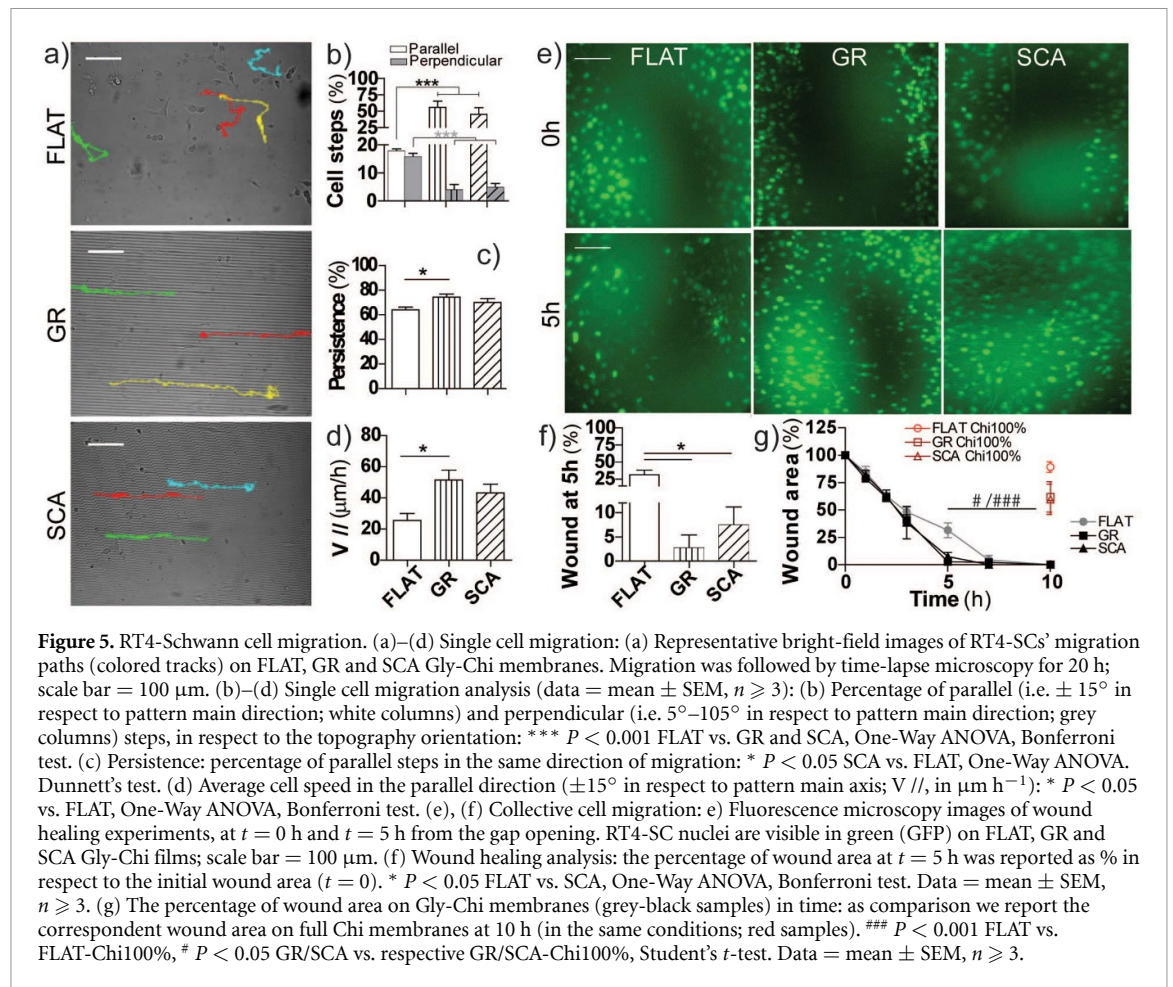 a)
FLAT
GR
SCA
b)
Parallel
Perpendicular
Cell steps (%)
100
75
50
25
20
10
0
***
***
c)
Persistence (%)
100
80
60
40
20
0
*
d)
V // (μm/h)
80
60
40
20
0
*
FLAT
GR
SCA
e)
FLAT
GR
SCA
0h
5h
f)
Wound at 5h (%)
100
75
50
25
10
5
0
*
FLAT
GR
SCA
g)
Wound area(%)
125
100
75
50
25
0
FLAT Chi100%
GR Chi100%
SCA Chi100%
# /###
FLAT
GR
SCA
0
5
10
Time (h)
Figure 5. RT4-Schwann cell migration. (a)–(d) Single cell migration: (a) Representative bright-field images of RT4-SCs’ migration
paths (colored tracks) on FLAT, GR and SCA Gly-Chi membranes. Migration was followed by time-lapse microscopy for 20 h;
scale bar = 100 μm. (b)–(d) Single cell migration analysis (data = mean ± SEM, n ⩾ 3): (b) Percentage of parallel (i.e. ± 15° in
respect to pattern main direction; white columns) and perpendicular (i.e. 5°–105° in respect to pattern main direction; grey
columns) steps, in respect to the topography orientation: *** P < 0.001 FLAT vs. GR and SCA, One-Way ANOVA, Bonferroni
test. (c) Persistence: percentage of parallel steps in the same direction of migration: * P < 0.05 SCA vs. FLAT, One-Way ANOVA.
Dunnett’s test. (d) Average cell speed in the parallel direction (±15° in respect to pattern main axis; V //, in μm h−1): * P < 0.05
vs. FLAT, One-Way ANOVA, Bonferroni test. (e), (f) Collective cell migration: e) Fluorescence microscopy images of wound
healing experiments, at t = 0 h and t = 5 h from the gap opening. RT4-SC nuclei are visible in green (GFP) on FLAT, GR and
SCA Gly-Chi films; scale bar = 100 μm. (f) Wound healing analysis: the percentage of wound area at t = 5 h was reported as % in
respect to the initial wound area (t = 0). * P < 0.05 FLAT vs. SCA, One-Way ANOVA, Bonferroni test. Data = mean ± SEM,
n ⩾ 3. (g) The percentage of wound area on Gly-Chi membranes (grey-black samples) in time: as comparison we report the
correspondent wound area on full Chi membranes at 10 h (in the same conditions; red samples). ### P < 0.001 FLAT vs.
FLAT-Chi100%, # P < 0.05 GR/SCA vs. respective GR/SCA-Chi100%, Student’s t-test. Data = mean ± SEM, n ⩾ 3.